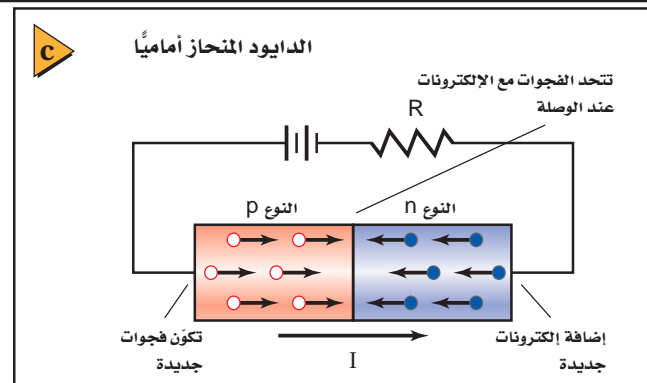 c
الدايود المنحاز أماميًّا
تتحد الفجوات مع الإلكترونات
عند الوصلة
R
النوع p
النوع n
تكوّن فجوات
جديدة
I
إضافة إلكترونات
جديدة